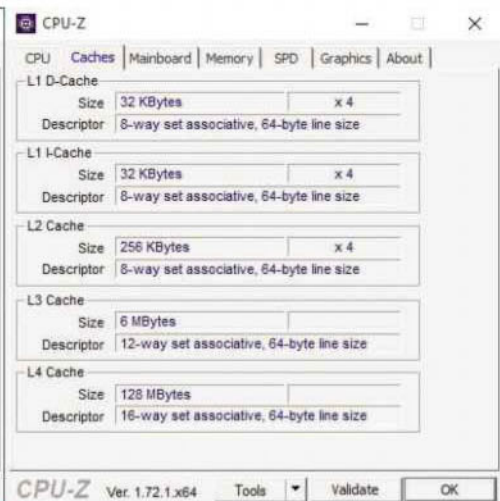 CPU-Z
CPU Caches Mainboard Memory SPD Graphics About
L1 D-Cache
Size 32 KBytes x 4
Descriptor 8-way set associative, 64-byte line size
L1 I-Cache
Size 32 KBytes x 4
Descriptor 8-way set associative, 64-byte line size
L2 Cache
Size 256 KBytes x 4
Descriptor 8-way set associative, 64-byte line size
L3 Cache
Size 6 MBytes
Descriptor 12-way set associative, 64-byte line size
L4 Cache
Size 128 MBytes
Descriptor 16-way set associative, 64-byte line size
CPU-Z Ver. 1.72.1.x64 Tools Validate OK